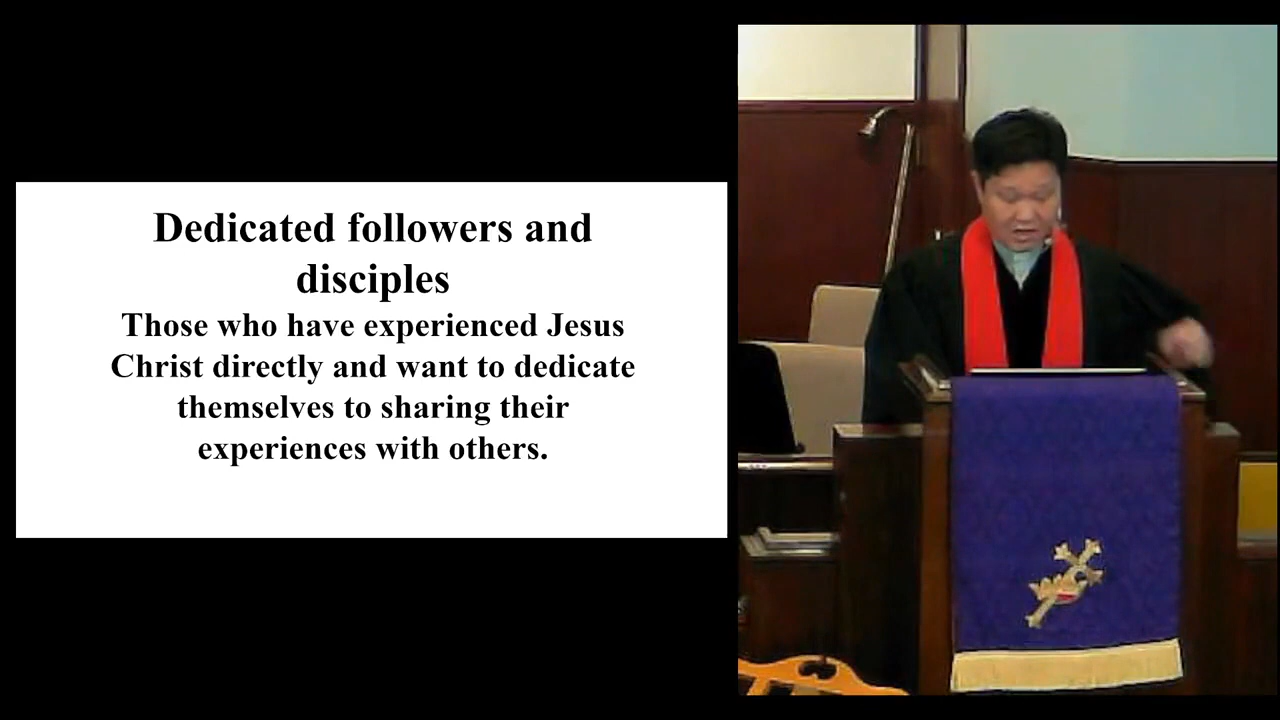 Dedicated followers and
disciples
Those who have experienced Jesus
Christ directly and want to dedicate
themselves to sharing their
experiences with others.